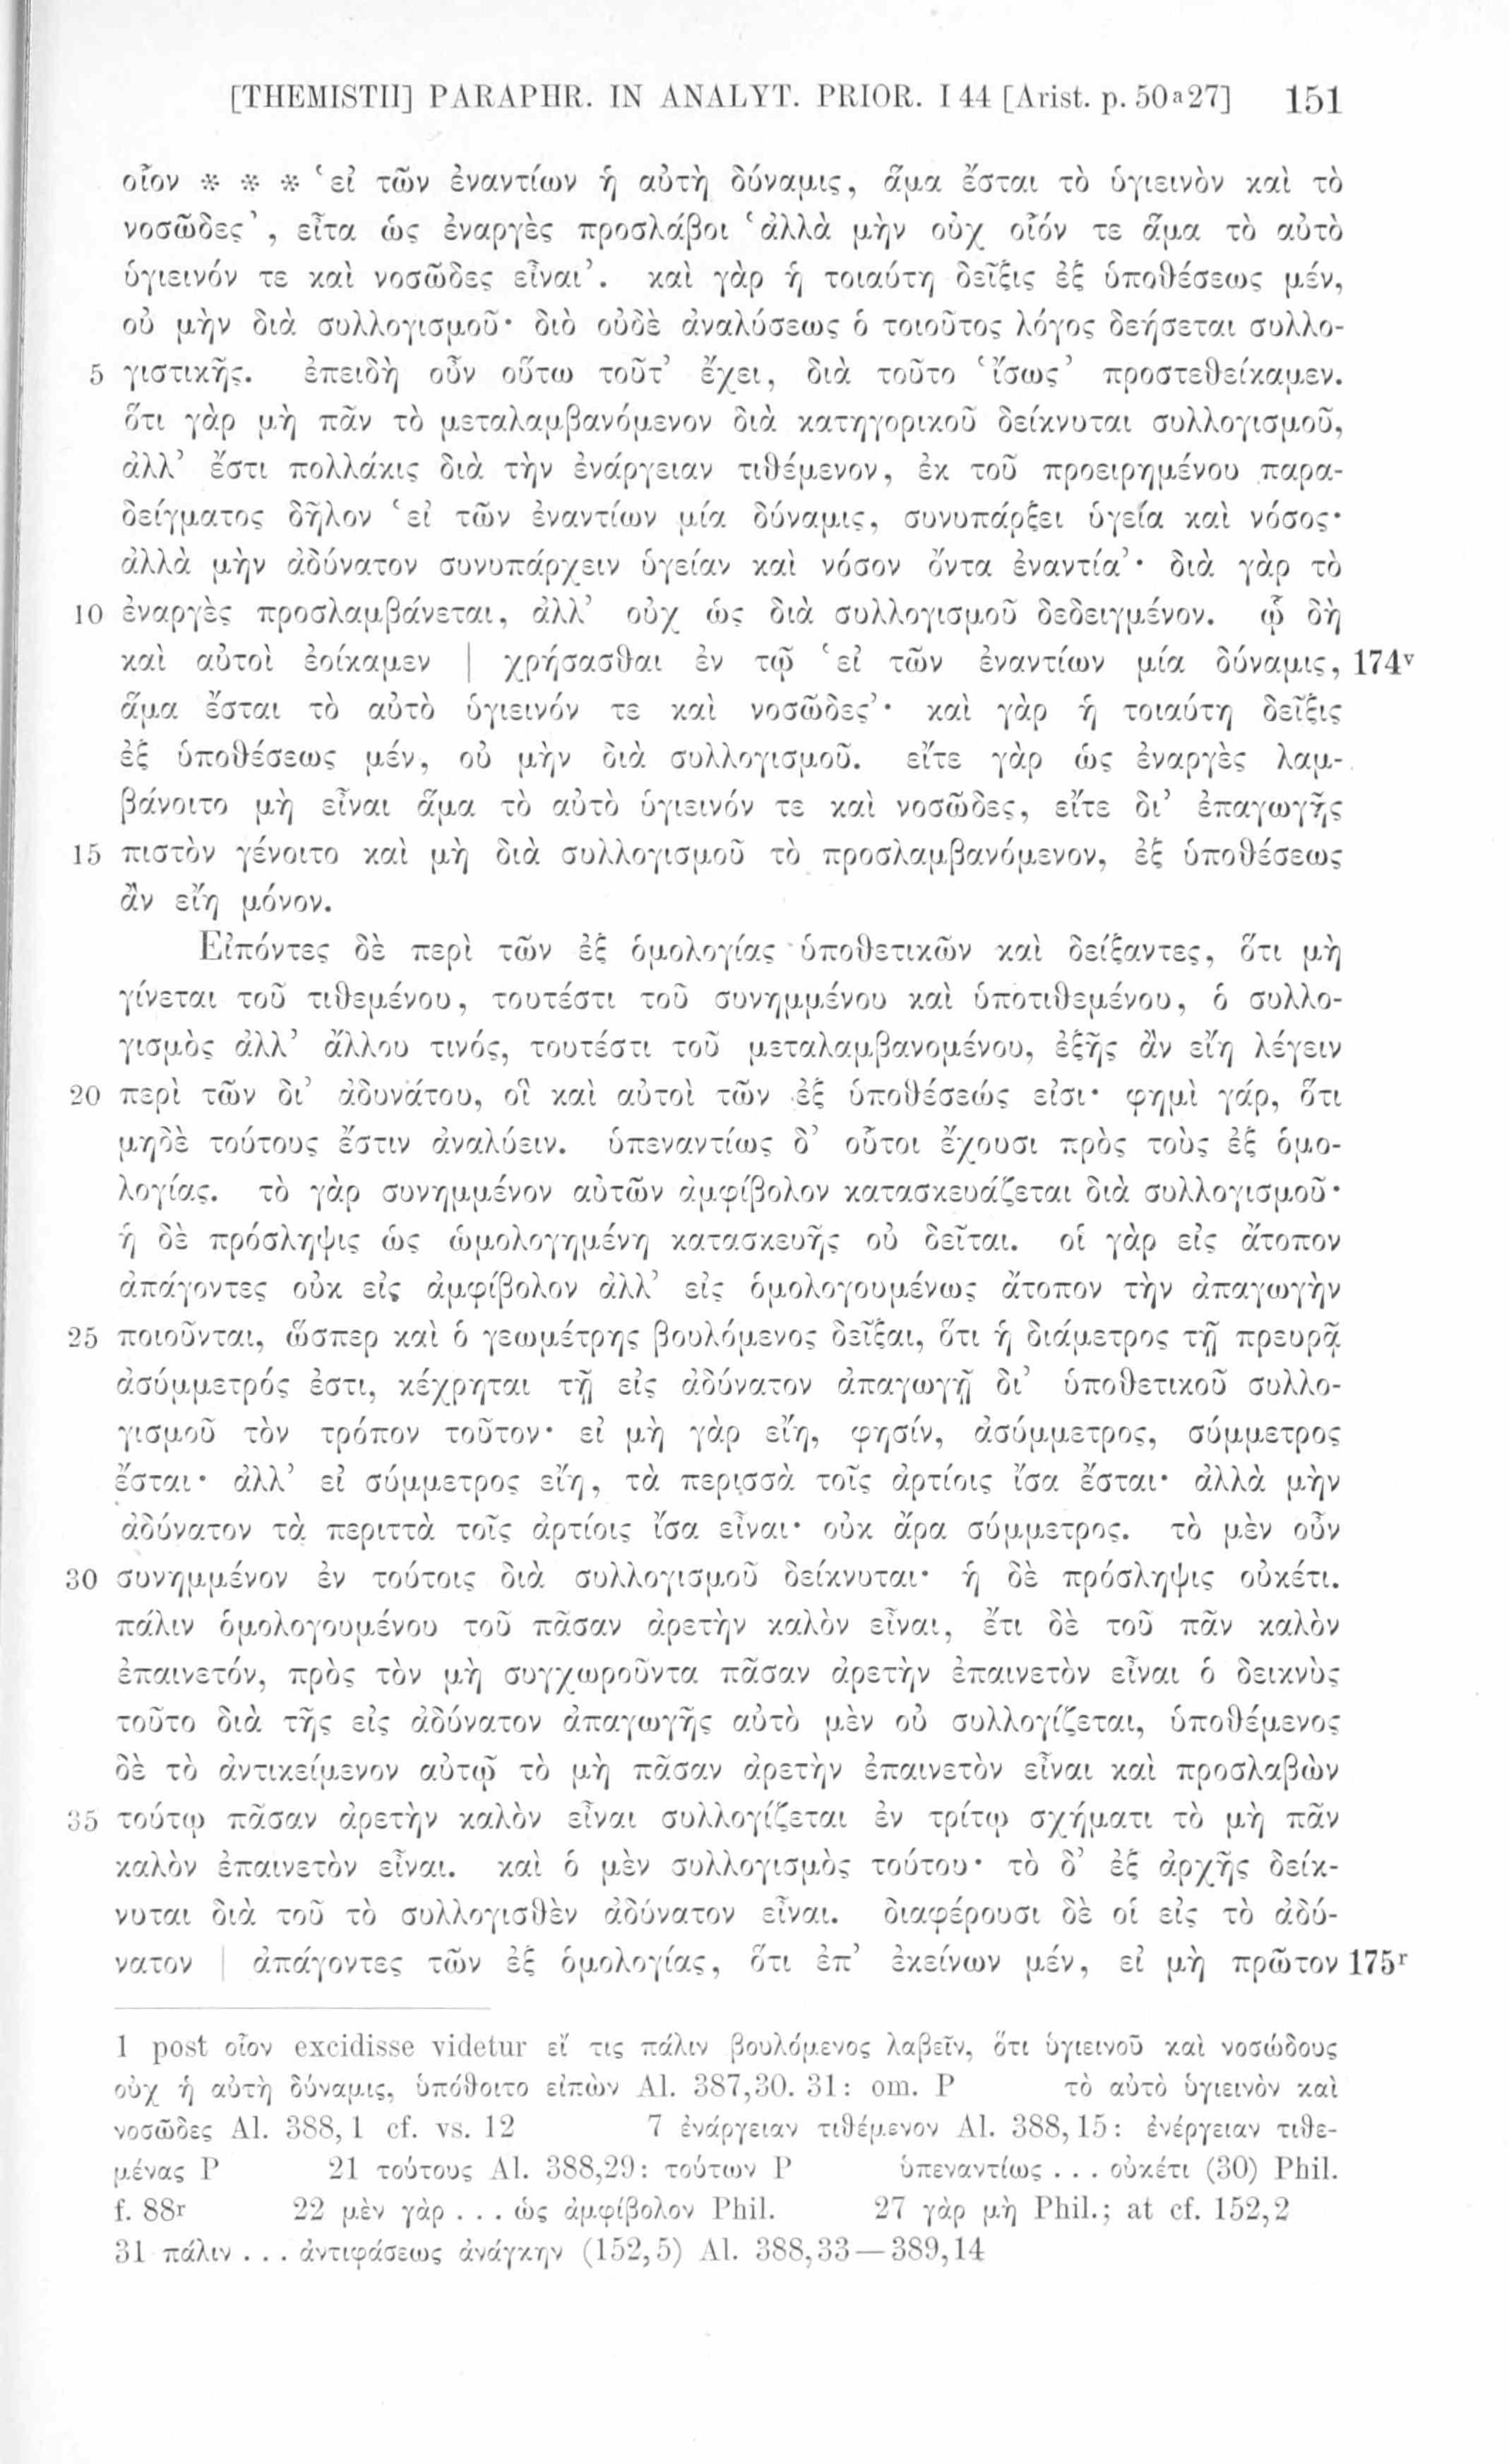 [THEMISTII] PARAPHR. IN ANALYT. PRIOR. I 44 [Arist. p. 50a27] 151
οἷον * * * ‘εἰ τῶν ἐναντίων ἡ αὐτὴ δύναμις, ἅμα ἔσται τὸ ὑγιεινὸν καὶ τὸ
νοσῶδες’, εἶτα ὡς ἐναργὲς προσλάβοι ‘ἀλλὰ μὴν οὐχ οἷόν τε ἅμα τὸ αὐτὸ
ὑγιεινόν τε καὶ νοσῶδες εἶναι’. καὶ γὰρ ἡ τοιαύτη δεῖξις ἐξ ὑποθέσεως μέν,
οὐ μὴν διὰ συλλογισμοῦ· διὸ οὐδὲ ἀναλύσεως ὁ τοιοῦτος λόγος δεήσεται συλλο-
5 γιστικῆς. ἐπειδὴ οὖν οὕτω τοῦτ’ ἔχει, διὰ τοῦτο ‘ἴσως’ προστεθείκαμεν.
ὅτι γὰρ μὴ πᾶν τὸ μεταλαμβανόμενον διὰ κατηγορικοῦ δείκνυται συλλογισμοῦ,
ἀλλ’ ἔστι πολλάκις διὰ τὴν ἐνάργειαν τιθέμενον, ἐκ τοῦ προειρημένου παρα-
δείγματος δῆλον ‘εἰ τῶν ἐναντίων μία δύναμις, συνυπάρξει ὑγεία καὶ νόσος·
ἀλλὰ μὴν ἀδύνατον συνυπάρχειν ὑγείαν καὶ νόσον ὄντα ἐναντία’· διὰ γὰρ τὸ
10 ἐναργὲς προσλαμβάνεται, ἀλλ’ οὐχ ὡς διὰ συλλογισμοῦ δεδειγμένον. ᾧ δὴ
καὶ αὐτοὶ ἐοίκαμεν | χρήσασθαι ἐν τῷ ‘εἰ τῶν ἐναντίων μία δύναμις, 174v
ἅμα ἔσται τὸ αὐτὸ ὑγιεινόν τε καὶ νοσῶδες’· καὶ γὰρ ἡ τοιαύτη δεῖξις
ἐξ ὑποθέσεως μέν, οὐ μὴν διὰ συλλογισμοῦ. εἴτε γὰρ ὡς ἐναργὲς λαμ-
βάνοιτο μὴ εἶναι ἅμα τὸ αὐτὸ ὑγιεινόν τε καὶ νοσῶδες, εἴτε δι’ ἐπαγωγῆς
15 πιστὸν γένοιτο καὶ μὴ διὰ συλλογισμοῦ τὸ προσλαμβανόμενον, ἐξ ὑποθέσεως
ἂν εἴη μόνον.
Εἰπόντες δὲ περὶ τῶν ἐξ ὁμολογίας ὑποθετικῶν καὶ δείξαντες, ὅτι μὴ
γίνεται τοῦ τιθεμένου, τουτέστι τοῦ συνημμένου καὶ ὑποτιθεμένου, ὁ συλλο-
γισμὸς ἀλλ’ ἄλλου τινός, τουτέστι τοῦ μεταλαμβανομένου, ἑξῆς ἂν εἴη λέγειν
20 περὶ τῶν δι’ ἀδυνάτου, οἳ καὶ αὐτοὶ τῶν ἐξ ὑποθέσεώς εἰσι· φημὶ γάρ, ὅτι
μηδὲ τούτους ἔστιν ἀναλύειν. ὑπεναντίως δ’ οὗτοι ἔχουσι πρὸς τοὺς ἐξ ὁμο-
λογίας. τὸ γὰρ συνημμένον αὐτῶν ἀμφίβολον κατασκευάζεται διὰ συλλογισμοῦ·
ἡ δὲ πρόσληψις ὡς ὡμολογημένη κατασκευῆς οὐ δεῖται. οἱ γὰρ εἰς ἄτοπον
ἀπάγοντες οὐκ εἰς ἀμφίβολον ἀλλ’ εἰς ὁμολογουμένως ἄτοπον τὴν ἀπαγωγὴν
25 ποιοῦνται, ὥσπερ καὶ ὁ γεωμέτρης βουλόμενος δεῖξαι, ὅτι ἡ διάμετρος τῇ πρευρᾷ
ἀσύμμετρός ἐστι, κέχρηται τῇ εἰς ἀδύνατον ἀπαγωγῇ δι’ ὑποθετικοῦ συλλο-
γισμοῦ τὸν τρόπον τοῦτον· εἰ μὴ γὰρ εἴη, φησίν, ἀσύμμετρος, σύμμετρος
ἔσται· ἀλλ’ εἰ σύμμετρος εἴη, τὰ περισσὰ τοῖς ἀρτίοις ἴσα ἔσται· ἀλλὰ μὴν
ἀδύνατον τὰ περιττὰ τοῖς ἀρτίοις ἴσα εἶναι· οὐκ ἄρα σύμμετρος. τὸ μὲν οὖν
30 συνημμένον ἐν τούτοις διὰ συλλογισμοῦ δείκνυται· ἡ δὲ πρόσληψις οὐκέτι.
πάλιν ὁμολογουμένου τοῦ πᾶσαν ἀρετὴν καλὸν εἶναι, ἔτι δὲ τοῦ πᾶν καλὸν
ἐπαινετόν, πρὸς τὸν μὴ συγχωροῦντα πᾶσαν ἀρετὴν ἐπαινετὸν εἶναι ὁ δεικνὺς
τοῦτο διὰ τῆς εἰς ἀδύνατον ἀπαγωγῆς αὐτὸ μὲν οὐ συλλογίζεται, ὑποθέμενος
δὲ τὸ ἀντικείμενον αὐτῷ τὸ μὴ πᾶσαν ἀρετὴν ἐπαινετὸν εἶναι καὶ προσλαβὼν
35 τούτῳ πᾶσαν ἀρετὴν καλὸν εἶναι συλλογίζεται ἐν τρίτῳ σχήματι τὸ μὴ πᾶν
καλὸν ἐπαινετὸν εἶναι. καὶ ὁ μὲν συλλογισμὸς τούτου· τὸ δ’ ἐξ ἀρχῆς δείκ-
νυται διὰ τοῦ τὸ συλλογισθὲν ἀδύνατον εἶναι. διαφέρουσι δὲ οἱ εἰς τὸ ἀδύ-
νατον | ἀπάγοντες τῶν ἐξ ὁμολογίας, ὅτι ἐπ’ ἐκείνων μέν, εἰ μὴ πρῶτον 175r
1 post οἷον excidisse videtur εἴ τις πάλιν βουλόμενος λαβεῖν, ὅτι ὑγιεινοῦ καὶ νοσώδους
οὐχ ἡ αὐτὴ δύναμις, ὑπόθοιτο εἰπὼν Al. 387,30. 31: om. P τὸ αὐτὸ ὑγιεινὸν καὶ
νοσῶδες Al. 388, 1 cf. vs. 12 7 ἐνάργειαν τιθέμενον Al. 388, 15: ἐνέργειαν τιθε-
μένας P 21 τούτους Al. 388,29: τούτων P ὑπεναντίως . . . οὐκέτι (30) Phil.
f. 88r 22 μὲν γὰρ . . . ὡς ἀμφίβολον Phil. 27 γὰρ μὴ Phil.; at cf. 152,2
31 πάλιν . . . ἀντιφάσεως ἀνάγκην (152,5) Al. 388,33—389,14